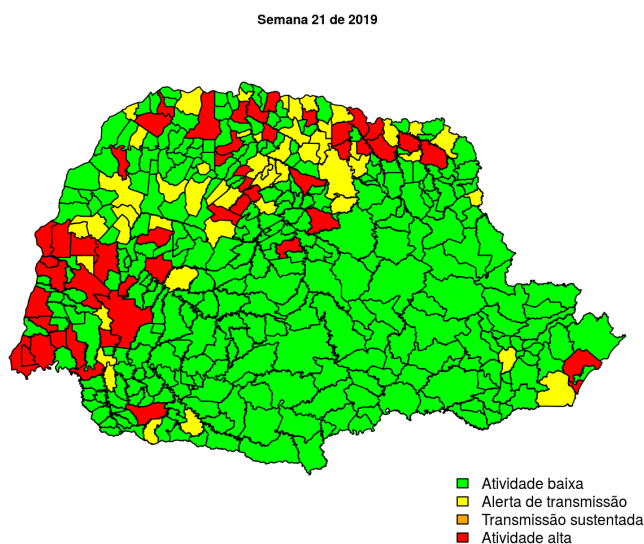 Semana 21 de 2019
Atividade baixa
Alerta de transmissão
Transmissão sustentada
Atividade alta